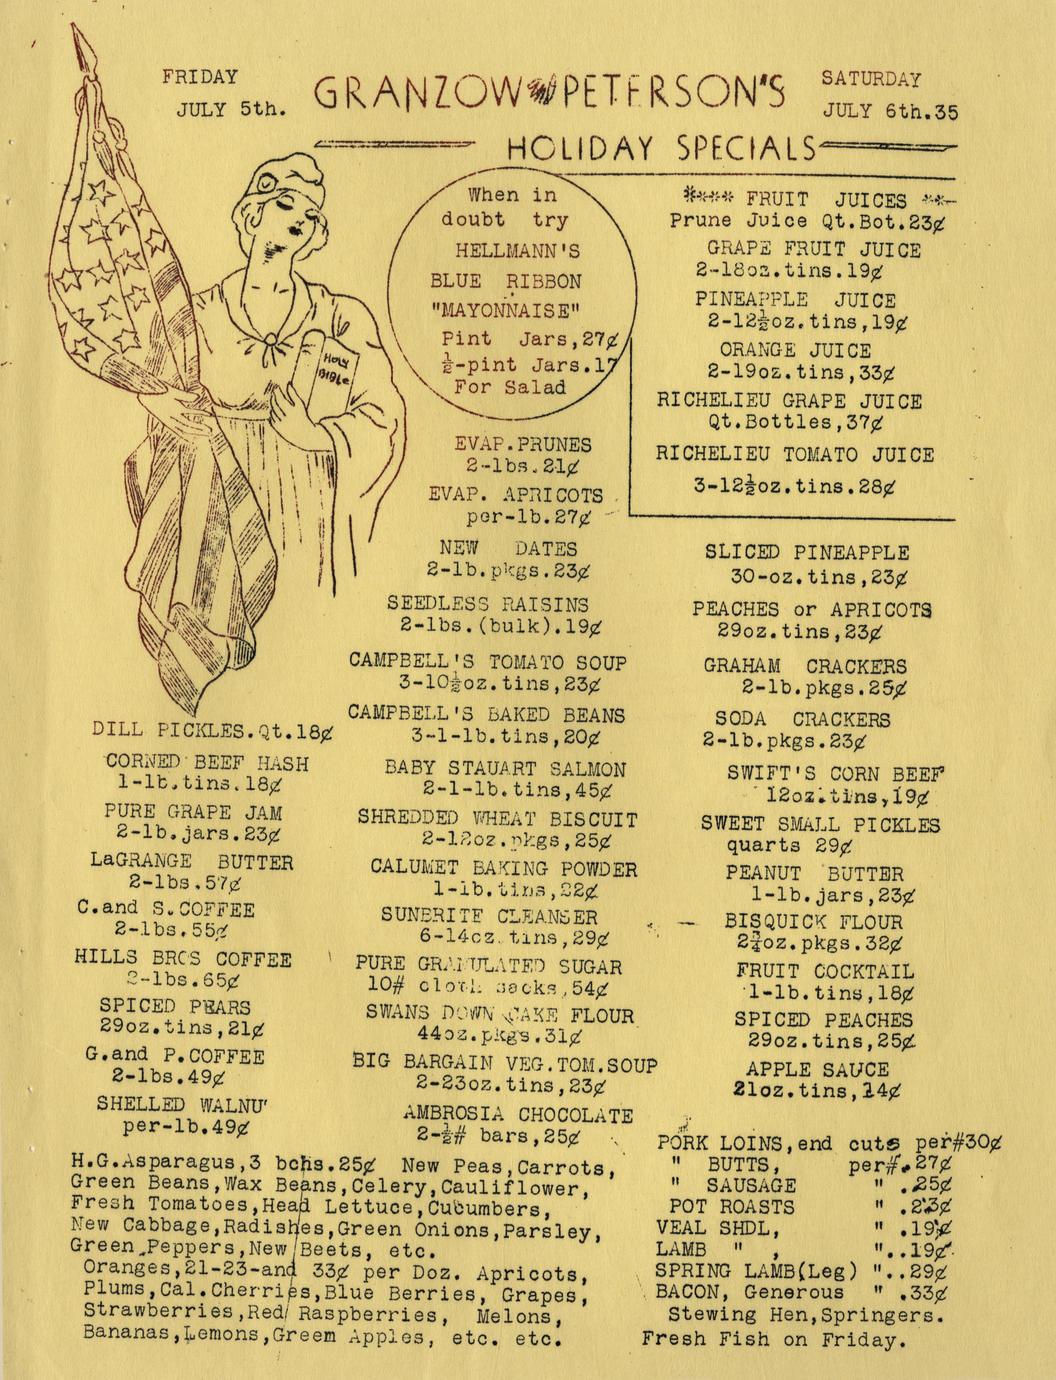 FRIDAY
JULY 5th.
GRANZOW PETERSON'S
SATURDAY
JULY 6th.35
HOLIDAY SPECIALS
HOLY
BIBLE
When in
doubt try
HELLMANN'S
BLUE RIBBON
"MAYONNAISE"
Pint Jars,27¢
½-pint Jars.17
For Salad
**** FRUIT JUICES **-
Prune Juice Qt.Bot.23¢
GRAPE FRUIT JUICE
2-18oz.tins.19¢
PINEAPPLE JUICE
2-12½oz.tins,19¢
ORANGE JUICE
2-19oz.tins,33¢
RICHELIEU GRAPE JUICE
Qt.Bottles,37¢
RICHELIEU TOMATO JUICE
3-12½oz.tins.28¢
EVAP.PRUNES
2-lbs.21¢
EVAP. APRICOTS
per-lb.27¢
NEW DATES
2-lb.pkgs.23¢
SEEDLESS RAISINS
2-lbs.(bulk).19¢
CAMPBELL'S TOMATO SOUP
3-10½oz.tins,23¢
CAMPBELL'S BAKED BEANS
3-1-lb.tins,20¢
BABY STAUART SALMON
2-1-lb.tins,45¢
SHREDDED WHEAT BISCUIT
2-12oz.pkgs,25¢
CALUMET BAKING POWDER
1-lb.tins,22¢
SUNBRITE CLEANSER
6-14oz.tins,29¢
PURE GRANULATED SUGAR
10# cloth sacks,54¢
SWANS DOWN CAKE FLOUR
44oz.pkgs.31¢
BIG BARGAIN VEG.TOM.SOUP
2-23oz.tins,23¢
AMBROSIA CHOCOLATE
2-½# bars,25¢
SLICED PINEAPPLE
30-oz.tins,23¢
PEACHES or APRICOTS
29oz.tins,23¢
GRAHAM CRACKERS
2-lb.pkgs.25¢
SODA CRACKERS
2-lb.pkgs.23¢
SWIFT'S CORN BEEF
12oz.tins,19¢
SWEET SMALL PICKLES
quarts 29¢
PEANUT BUTTER
1-lb.jars,23¢
BISQUICK FLOUR
2¾oz.pkgs.32¢
FRUIT COCKTAIL
1-lb.tins,18¢
SPICED PEACHES
29oz.tins,25¢
APPLE SAUCE
21oz.tins,14¢
DILL PICKLES.Qt.18¢
CORNED BEEF HASH
1-lb.tins.18¢
PURE GRAPE JAM
2-lb.jars.23¢
LaGRANGE BUTTER
2-lbs.57¢
C.and S.COFFEE
2-lbs.55¢
HILLS BROS COFFEE
2-lbs.65¢
SPICED PEARS
29oz.tins,21¢
G.and P.COFFEE
2-lbs.49¢
SHELLED WALNU'
per-lb.49¢
H.G.Asparagus,3 bchs.25¢ New Peas,Carrots,
Green Beans,Wax Beans,Celery,Cauliflower,
Fresh Tomatoes,Head Lettuce,Cucumbers,
New Cabbage,Radishes,Green Onions,Parsley,
Green Peppers,New Beets, etc.
Oranges,21-23-and 33¢ per Doz. Apricots,
Plums,Cal.Cherries,Blue Berries, Grapes,
Strawberries,Red Raspberries, Melons,
Bananas,Lemons,Greem Apples, etc. etc.
PORK LOINS,end cuts per#30¢
" BUTTS, per#.27¢
" SAUSAGE " .25¢
POT ROASTS " .23¢
VEAL SHDL, " .19¢
LAMB " , "..19¢
SPRING LAMB(Leg) "..29¢
BACON, Generous " .33¢
Stewing Hen,Springers.
Fresh Fish on Friday.